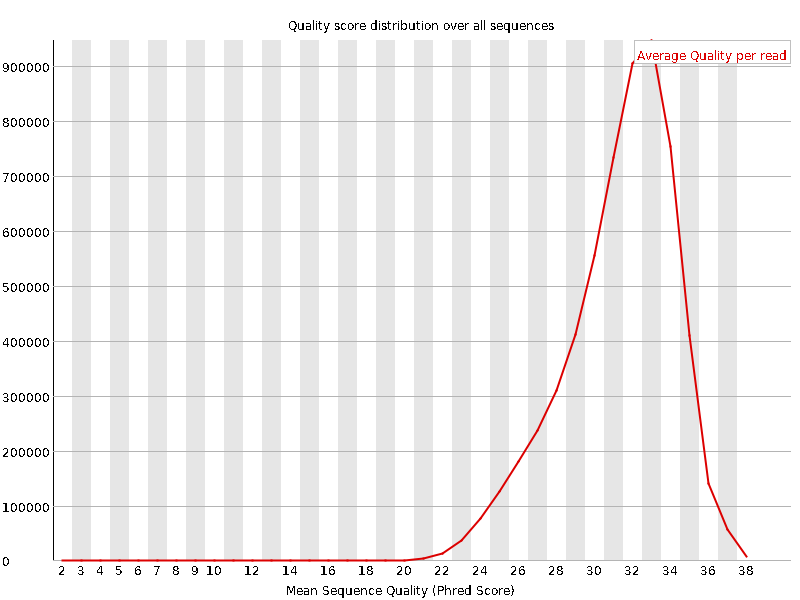 Quality score distribution over all sequences
Average Quality per read
900000
800000
700000
600000
500000
400000
300000
200000
100000
0
2 3 4 5 6 7 8 9 10 12 14 16 18 20 22 24 26 28 30 32 34 36 38
Mean Sequence Quality (Phred Score)